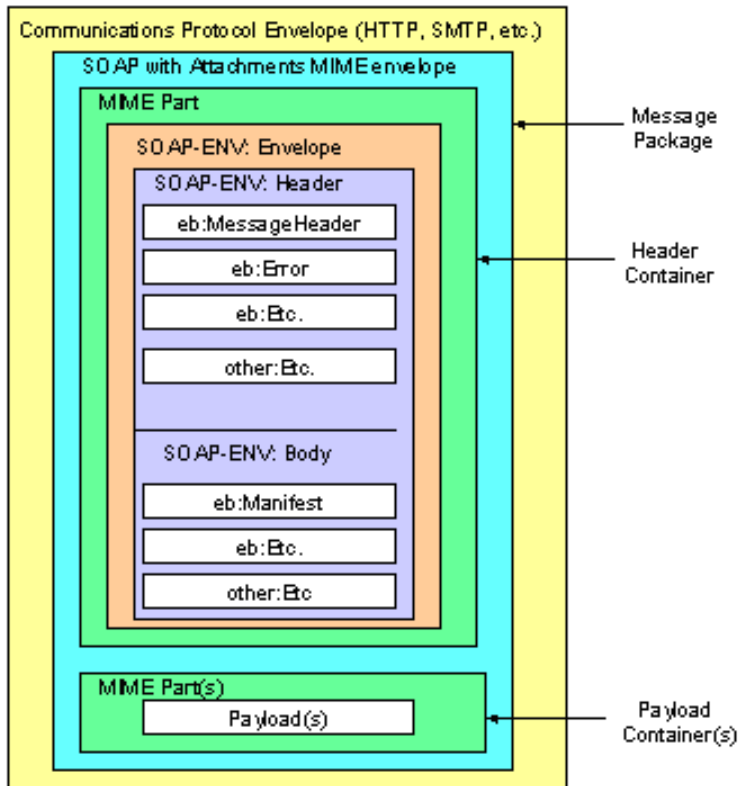 Communications Protocol Envelope (HTTP, SMTP, etc.)
SOAP with Attachments MIME envelope
MIME Part
SOAP-ENV: Envelope
SOAP-ENV: Header
eb:MessageHeader
eb:Error
eb:Etc.
other:Etc.
SOAP-ENV: Body
eb:Manifest
eb:Etc.
other:Etc
MIME Part(s)
Payload(s)
Message
Package
Header
Container
Payload
Container(s)